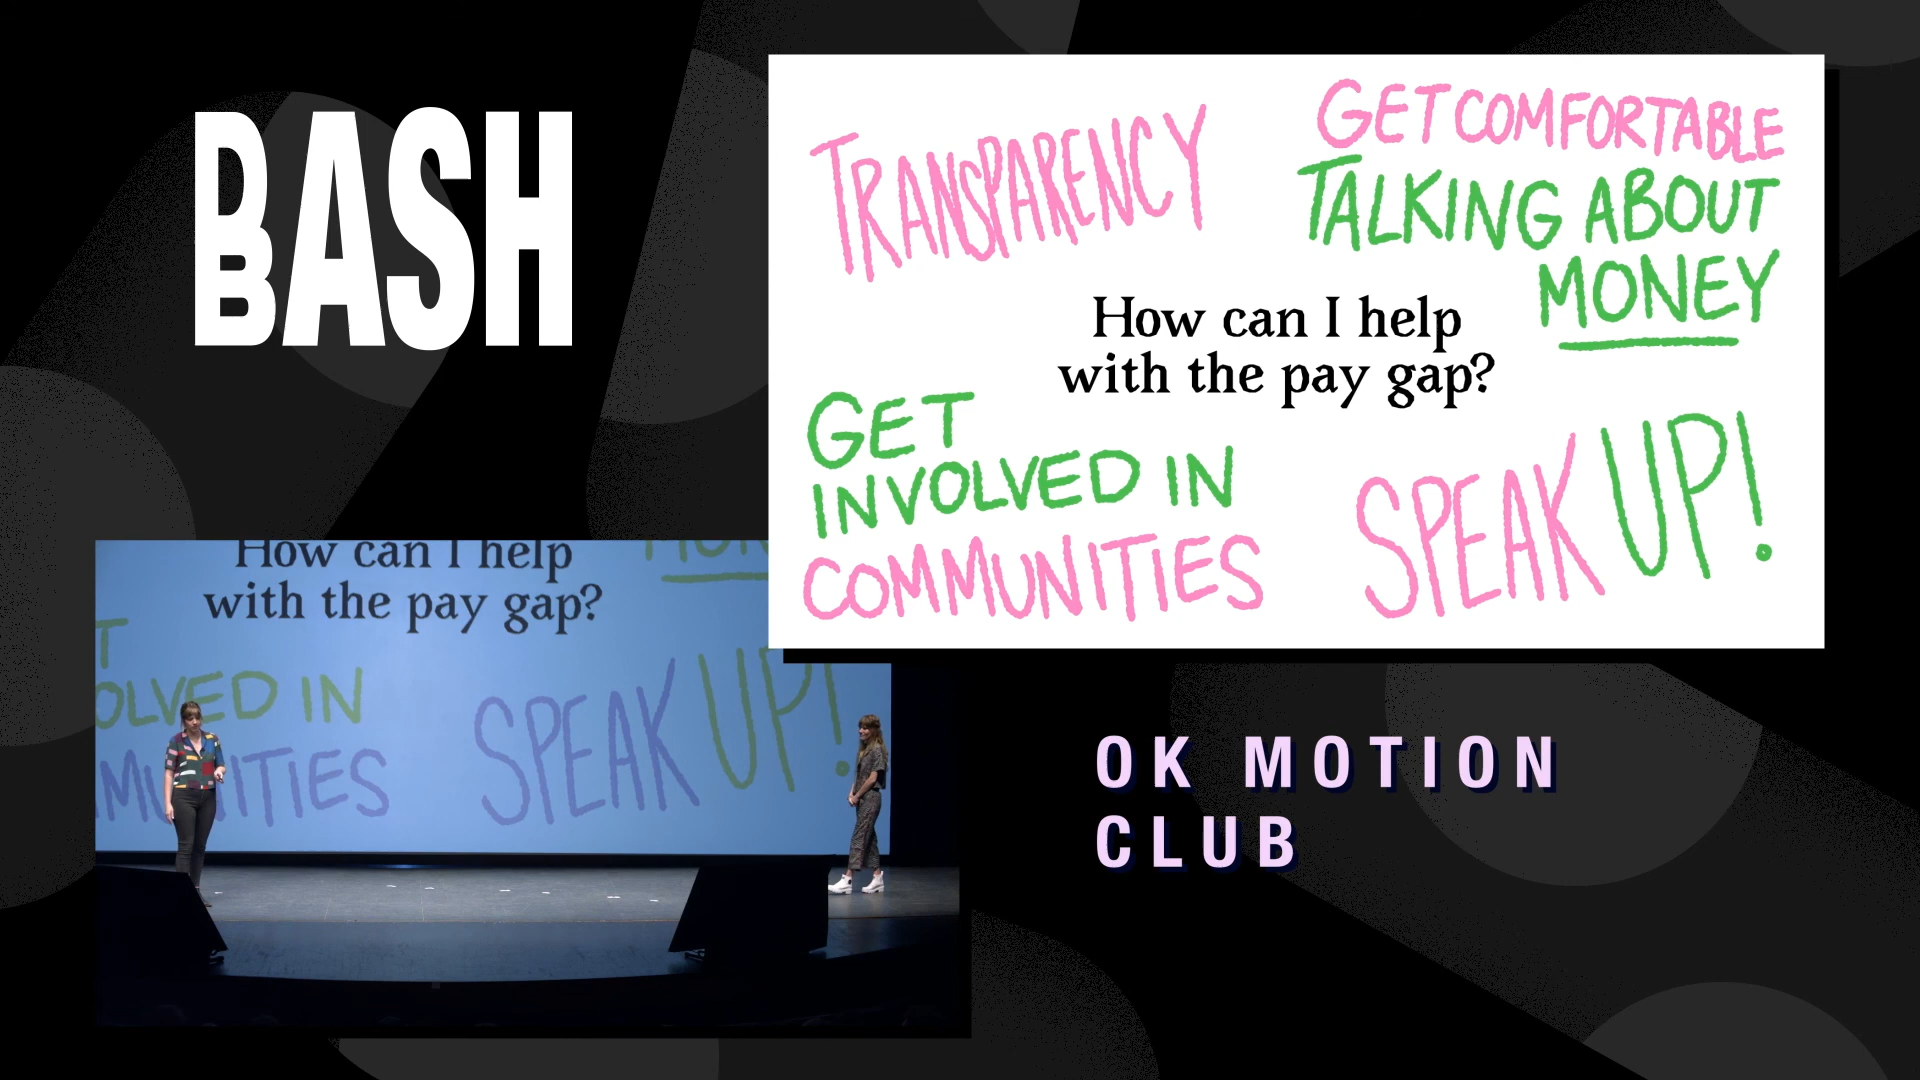 BASH
TRANSPARENCY
GET COMFORTABLE
TALKING ABOUT
MONEY
How can I help
with the pay gap?
GET
INVOLVED IN
COMMUNITIES
SPEAK UP!
How can I help
with the pay gap?
OLVED IN
MUNITIES
SPEAK UP!
OK MOTION
CLUB